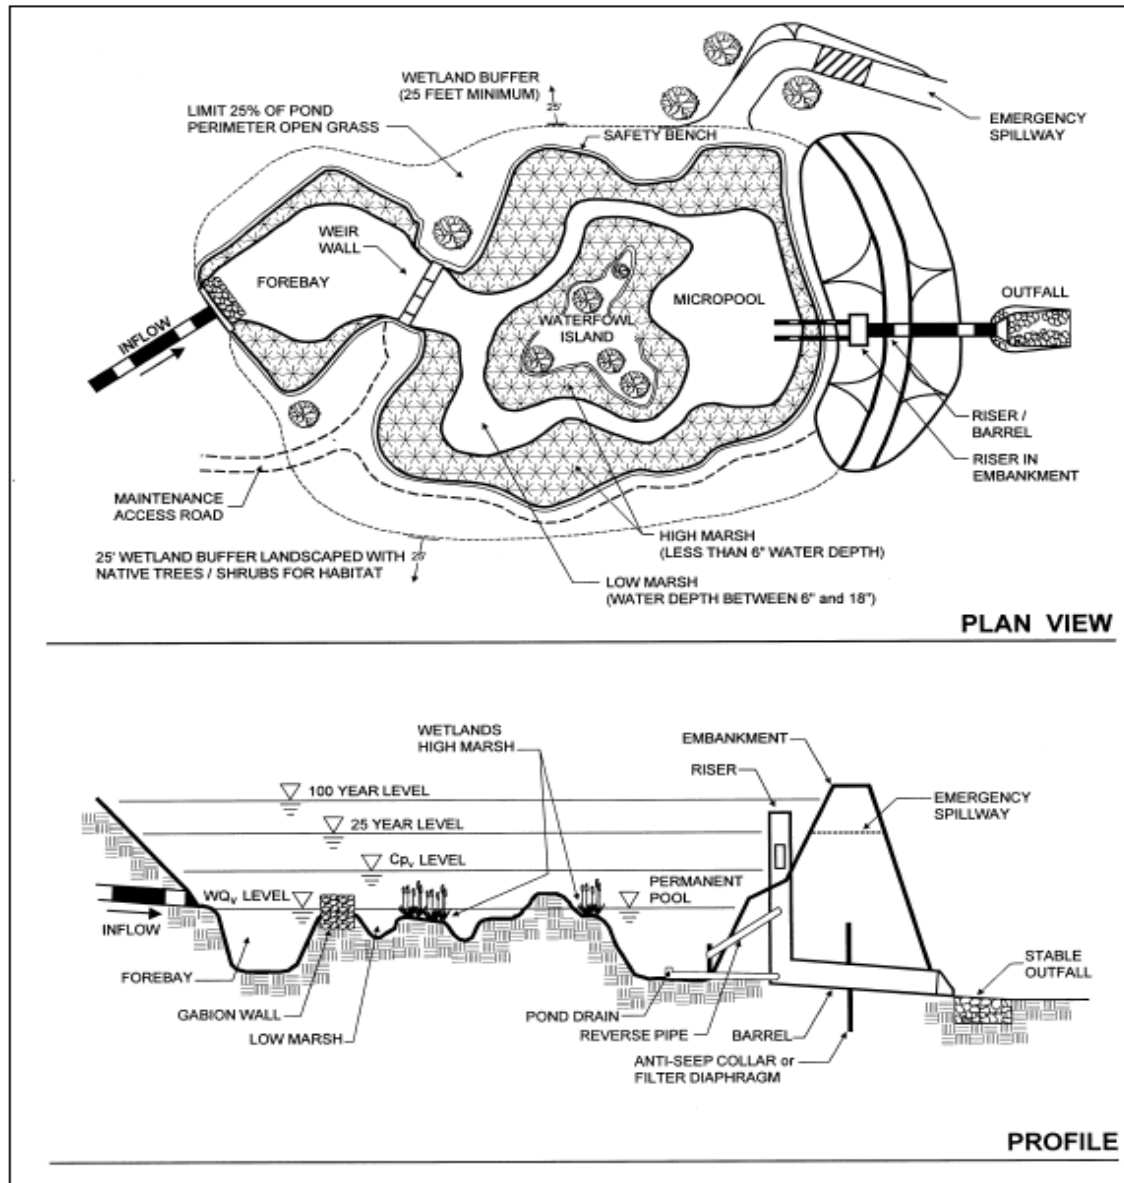 WETLAND BUFFER
(25 FEET MINIMUM)
25'
LIMIT 25% OF POND
PERIMETER OPEN GRASS
SAFETY BENCH
EMERGENCY
SPILLWAY
WEIR
WALL
FOREBAY
INFLOW
MICROPOOL
WATERFOWL
ISLAND
OUTFALL
RISER /
BARREL
RISER IN
EMBANKMENT
MAINTENANCE
ACCESS ROAD
25' WETLAND BUFFER LANDSCAPED WITH
NATIVE TREES / SHRUBS FOR HABITAT
25'
HIGH MARSH
(LESS THAN 6" WATER DEPTH)
LOW MARSH
(WATER DEPTH BETWEEN 6" and 18")
PLAN VIEW
WETLANDS
HIGH MARSH
EMBANKMENT
RISER
100 YEAR LEVEL
EMERGENCY
SPILLWAY
25 YEAR LEVEL
Cpv LEVEL
WQv LEVEL
PERMANENT
POOL
INFLOW
FOREBAY
STABLE
OUTFALL
GABION WALL
POND DRAIN
LOW MARSH
REVERSE PIPE
BARREL
ANTI-SEEP COLLAR or
FILTER DIAPHRAGM
PROFILE